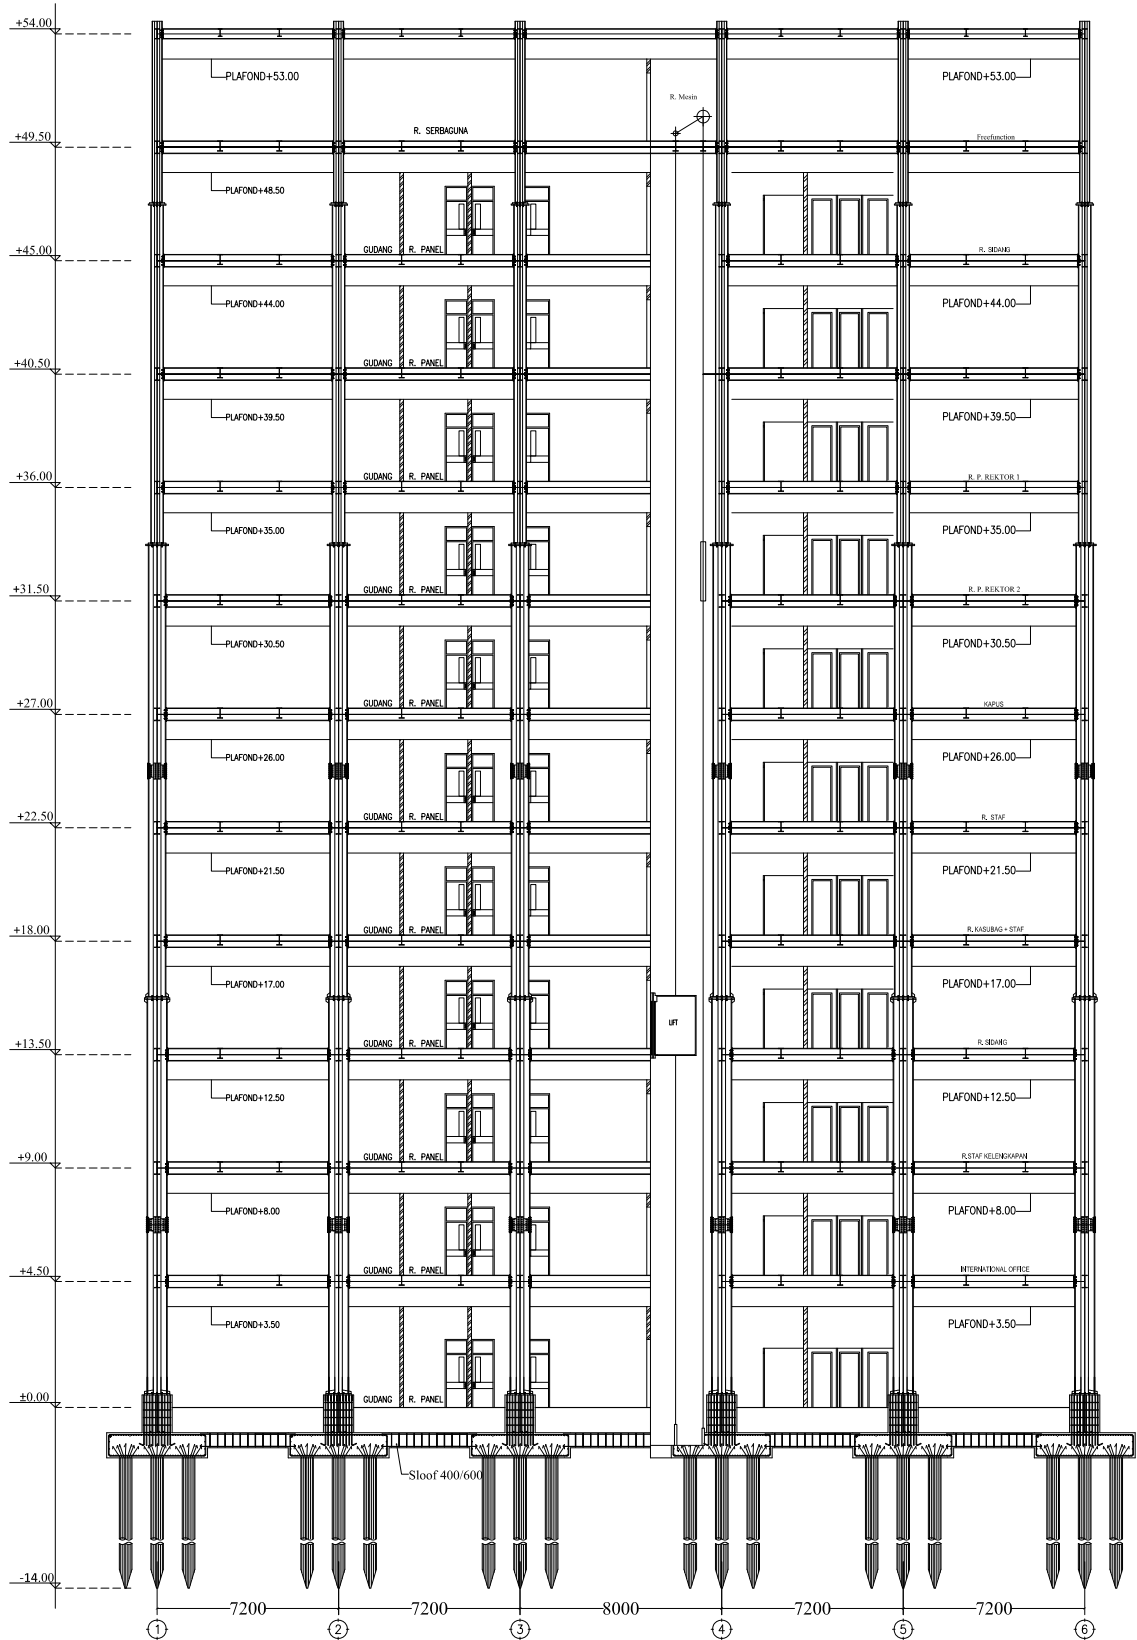 +54.00
PLAFOND+53.00
PLAFOND+53.00
R. Mesin
R. SERBAGUNA
+49.50
Freefunction
PLAFOND+48.50
+45.00
GUDANG R. PANEL
R. SIDANG
PLAFOND+44.00
PLAFOND+44.00
+40.50
GUDANG R. PANEL
PLAFOND+39.50
PLAFOND+39.50
+36.00
GUDANG R. PANEL
R. P. REKTOR 1
PLAFOND+35.00
PLAFOND+35.00
+31.50
GUDANG R. PANEL
R. P. REKTOR 2
PLAFOND+30.50
PLAFOND+30.50
+27.00
GUDANG R. PANEL
KAPUS
PLAFOND+26.00
PLAFOND+26.00
+22.50
GUDANG R. PANEL
R. STAF
PLAFOND+21.50
PLAFOND+21.50
+18.00
GUDANG R. PANEL
R. KASUBAG + STAF
PLAFOND+17.00
PLAFOND+17.00
LIFT
+13.50
GUDANG R. PANEL
R. SIDANG
PLAFOND+12.50
PLAFOND+12.50
+9.00
GUDANG R. PANEL
R.STAF KELENGKAPAN
PLAFOND+8.00
PLAFOND+8.00
+4.50
GUDANG R. PANEL
INTERNATIONAL OFFICE
PLAFOND+3.50
PLAFOND+3.50
±0.00
GUDANG R. PANEL
Sloof 400/600
-14.00
7200 7200 8000 7200 7200
1 2 3 4 5 6